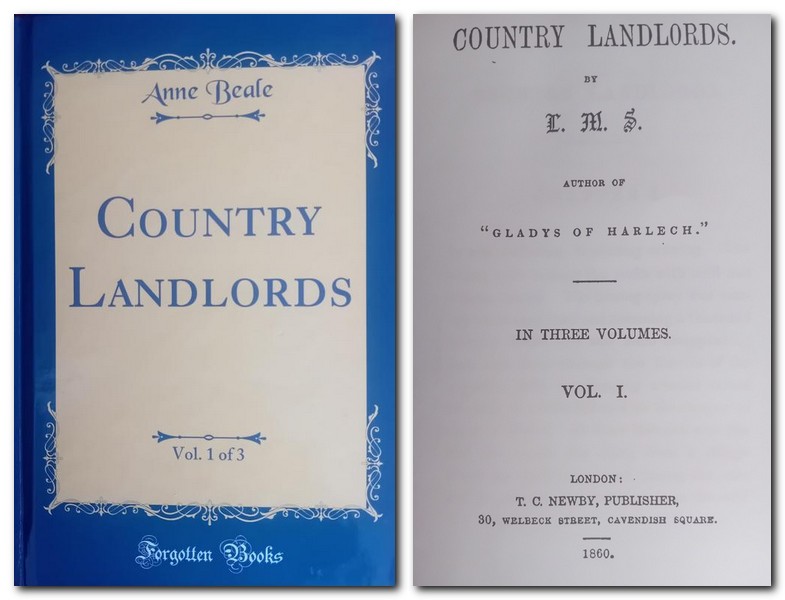 Anne Beale
COUNTRY
LANDLORDS
Vol. 1 of 3
Forgotten Books
COUNTRY LANDLORDS.
BY
L. M. S.
AUTHOR OF
"GLADYS OF HARLECH."
IN THREE VOLUMES.
VOL. I.
LONDON:
T. C. NEWBY, PUBLISHER,
30, WELBECK STREET, CAVENDISH SQUARE.
1860.